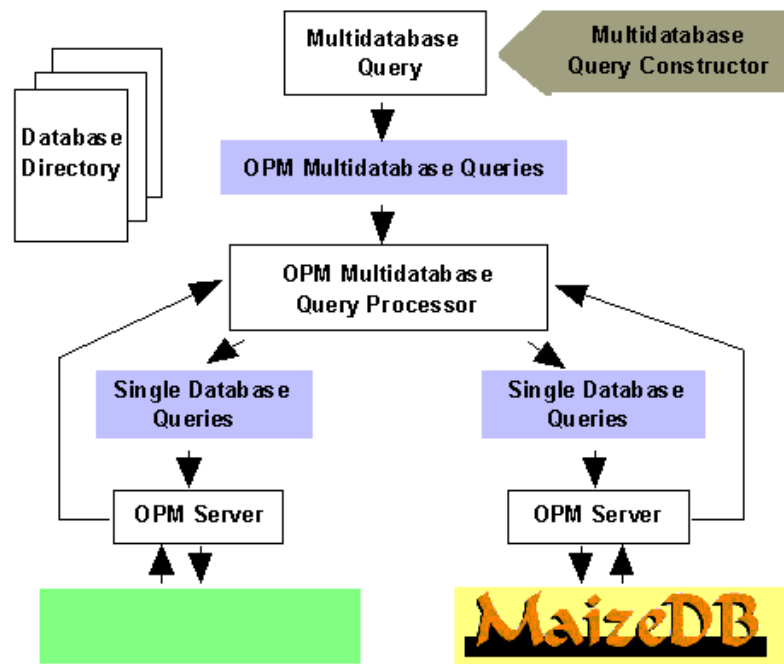 Multidatabase
Query
Multidatabase
Query Constructor
Database
Directory
OPM Multidatabase Queries
OPM Multidatabase
Query Processor
Single Database
Queries
Single Database
Queries
OPM Server
OPM Server
MaizeDB